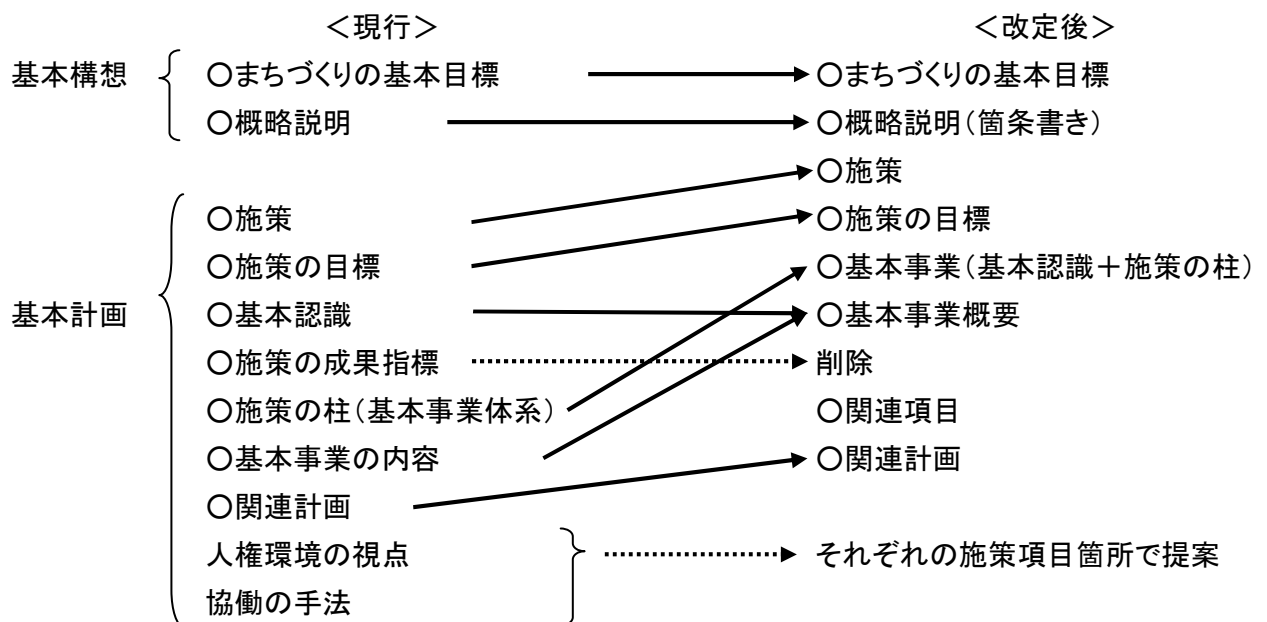 ＜現行＞ ＜改定後＞
基本構想 ○まちづくりの基本目標 ○まちづくりの基本目標
○概略説明 ○概略説明（箇条書き）
○施策
○施策 ○施策の目標
○施策の目標 ○基本事業（基本認識＋施策の柱）
基本計画 ○基本認識 ○基本事業概要
○施策の成果指標 削除
○施策の柱（基本事業体系） ○関連項目
○基本事業の内容 ○関連計画
○関連計画
人権環境の視点 それぞれの施策項目箇所で提案
協働の手法